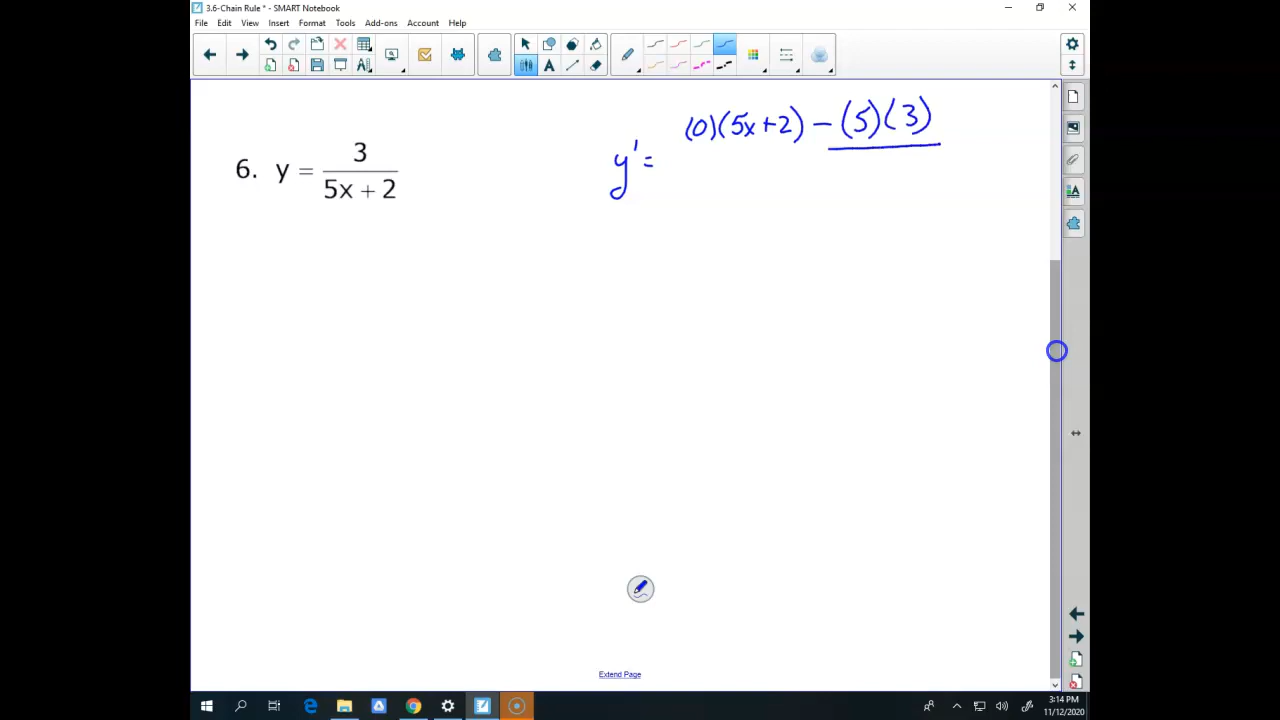 3.6-Chain Rule * - SMART Notebook
File Edit View Insert Format Tools Add-ons Account Help
(0)(5x+2) - (5)(3)
y' =
6. y = 3
5x + 2
Extend Page
3:14 PM
11/12/2020